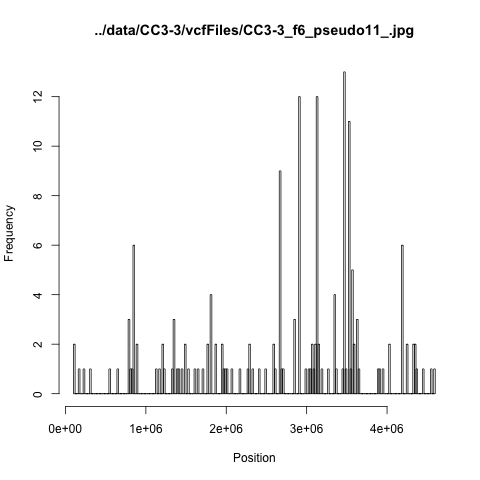 ../data/CC3-3/vcfFiles/CC3-3_f6_pseudo11_.jpg
Frequency
12
10
8
6
4
2
0
0e+00 1e+06 2e+06 3e+06 4e+06
Position